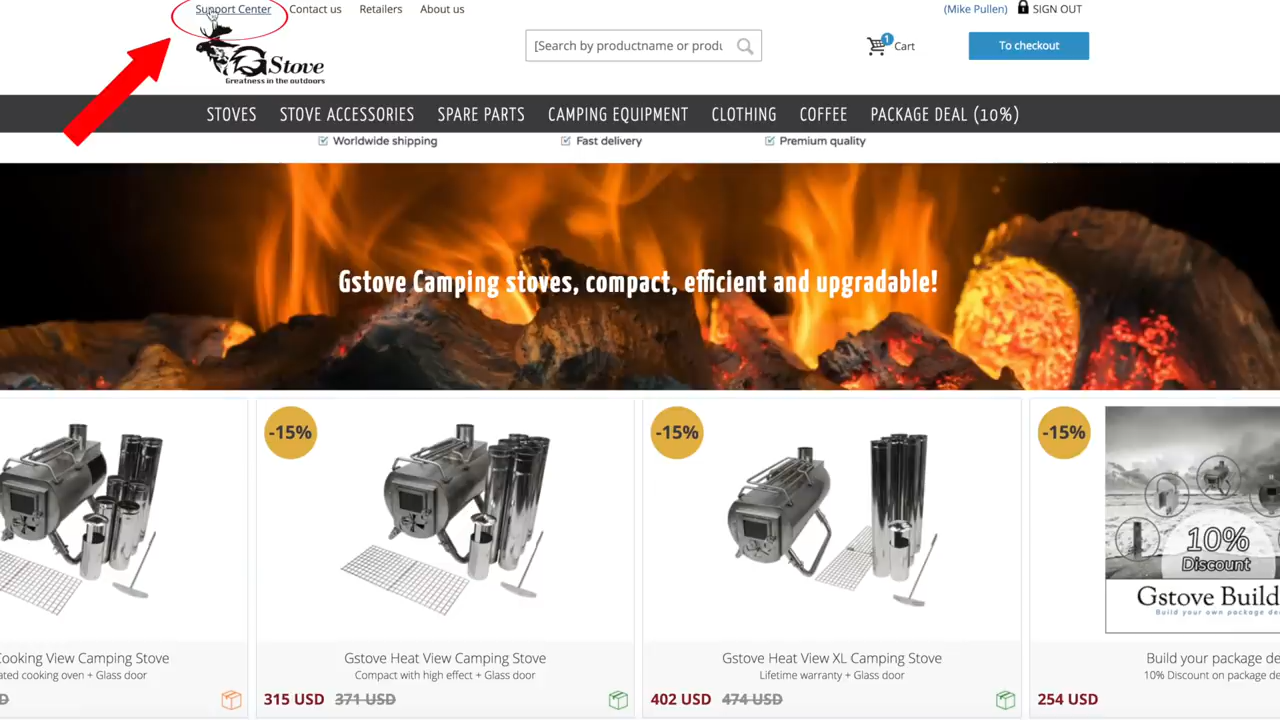 Support Center Contact us Retailers About us (Mike Pullen) SIGN OUT
GStove
Greatness in the outdoors
[Search by productname or produ
1
Cart
To checkout
STOVES STOVE ACCESSORIES SPARE PARTS CAMPING EQUIPMENT CLOTHING COFFEE PACKAGE DEAL (10%)
Worldwide shipping Fast delivery Premium quality
Gstove Camping stoves, compact, efficient and upgradable!
-15% -15% -15%
10%
Discount
Gstove Build
Build your own package de
Cooking View Camping Stove
ated cooking oven + Glass door
D
Gstove Heat View Camping Stove
Compact with high effect + Glass door
315 USD 371 USD
Gstove Heat View XL Camping Stove
Lifetime warranty + Glass door
402 USD 474 USD
Build your package de
10% Discount on package de
254 USD